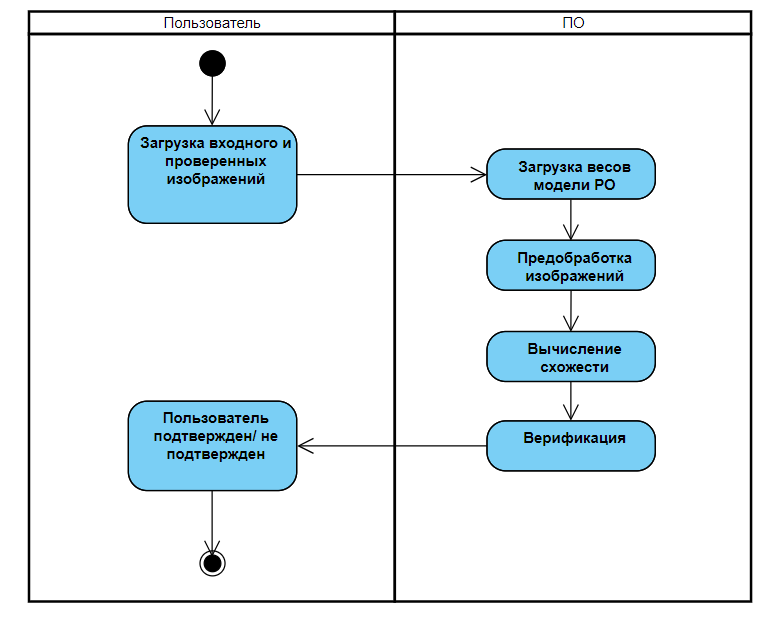 Пользователь
ПО
Загрузка входного и
проверенных
изображений
Загрузка весов
модели РО
Предобработка
изображений
Вычисление
схожести
Верификация
Пользователь
подтвержден/ не
подтвержден